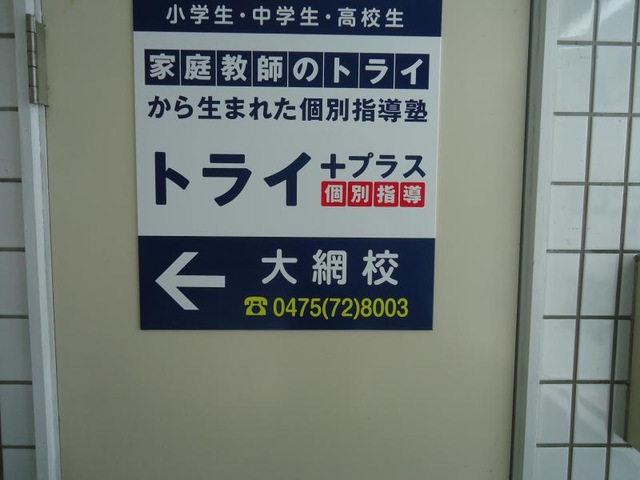 小学生・中学生・高校生
家庭教師のトライ
から生まれた個別指導塾
トライ+プラス
個別指導
大網校
☎0475(72)8003